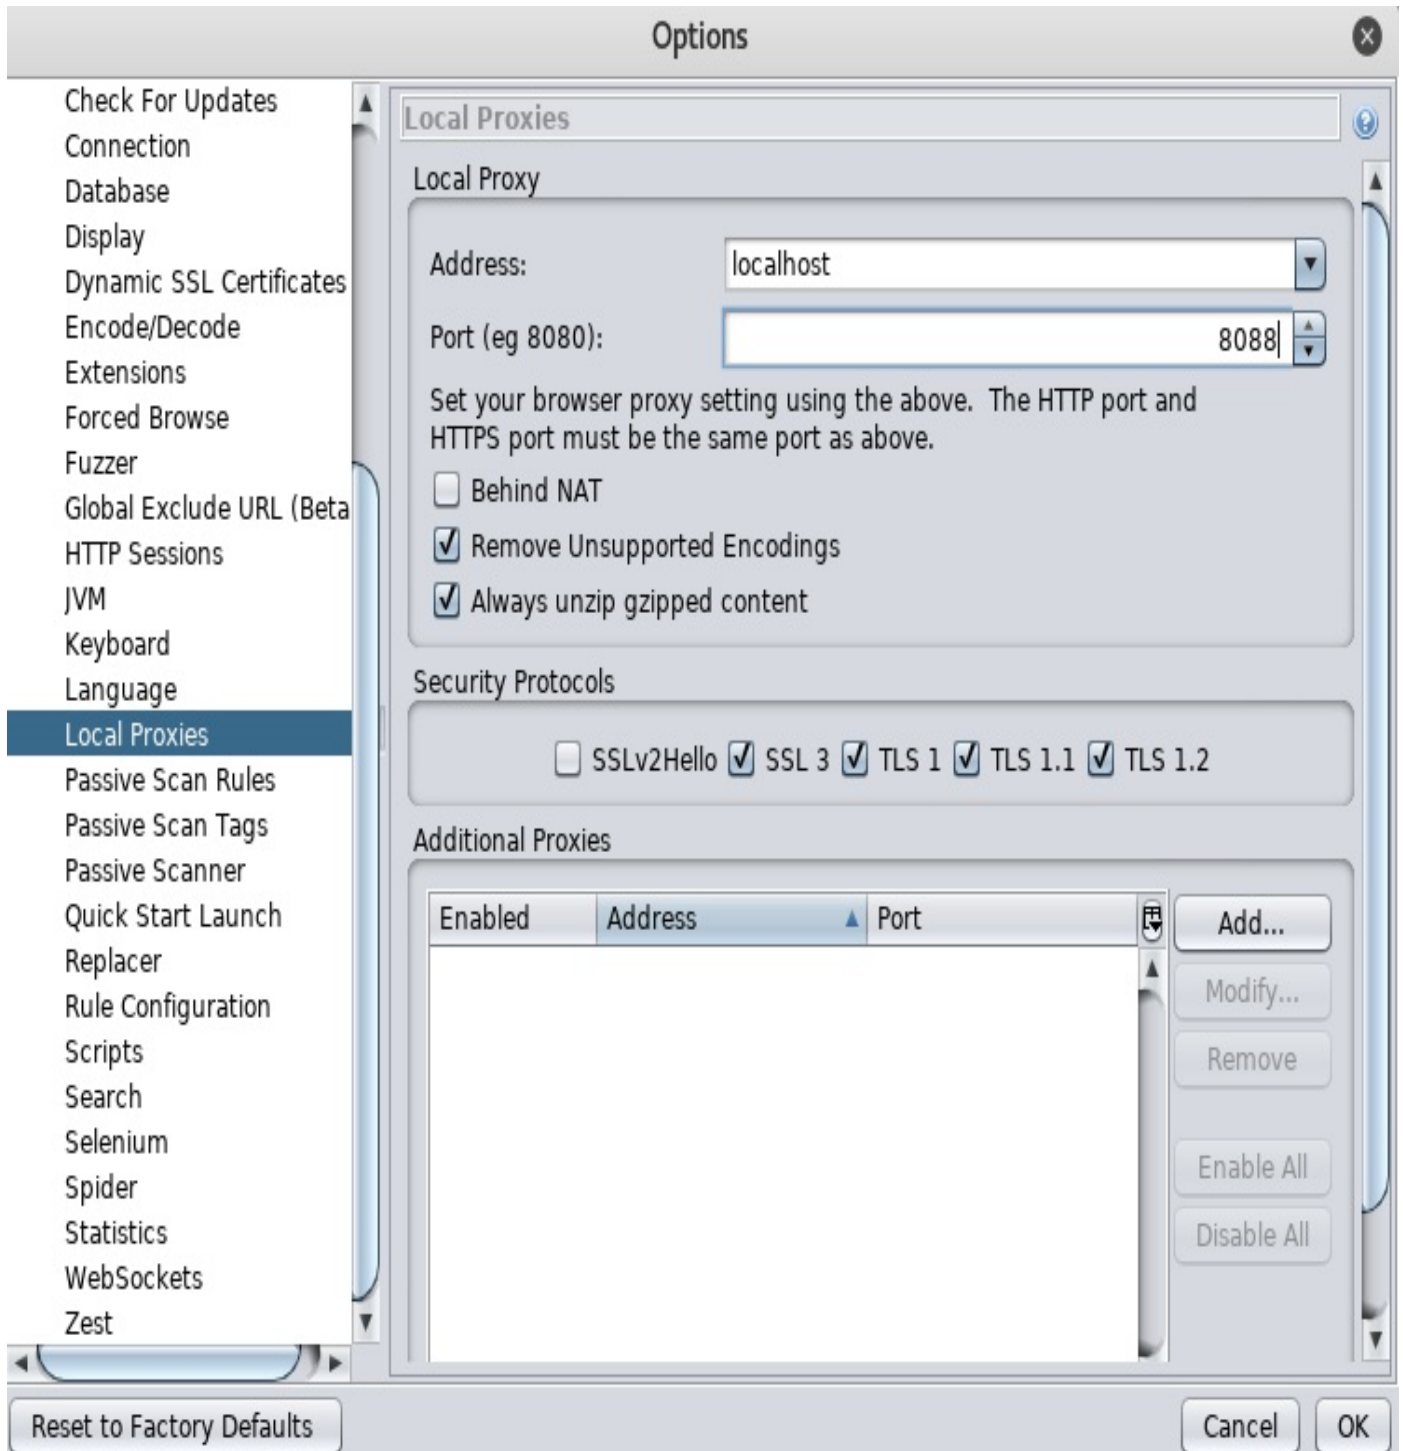 Options
Check For Updates
Connection
Database
Display
Dynamic SSL Certificates
Encode/Decode
Extensions
Forced Browse
Fuzzer
Global Exclude URL (Beta
HTTP Sessions
JVM
Keyboard
Language
Local Proxies
Passive Scan Rules
Passive Scan Tags
Passive Scanner
Quick Start Launch
Replacer
Rule Configuration
Scripts
Search
Selenium
Spider
Statistics
WebSockets
Zest
Local Proxies
?
Local Proxy
Address: localhost
Port (eg 8080): 8088
Set your browser proxy setting using the above. The HTTP port and
HTTPS port must be the same port as above.
Behind NAT
Remove Unsupported Encodings
Always unzip gzipped content
Security Protocols
SSLv2Hello SSL 3 TLS 1 TLS 1.1 TLS 1.2
Additional Proxies
Enabled Address Port
Add...
Modify...
Remove
Enable All
Disable All
Reset to Factory Defaults Cancel OK